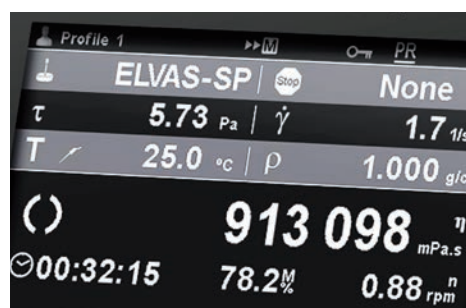 Profile 1 ▸▸M PR
ELVAS-SP | Stop None
τ 5.73 Pa | γ̇ 1.7 1/s
T 25.0 °C | ρ 1.000
913 098 mPa.s η
00:32:15 78.2 M% 0.88 rpm n